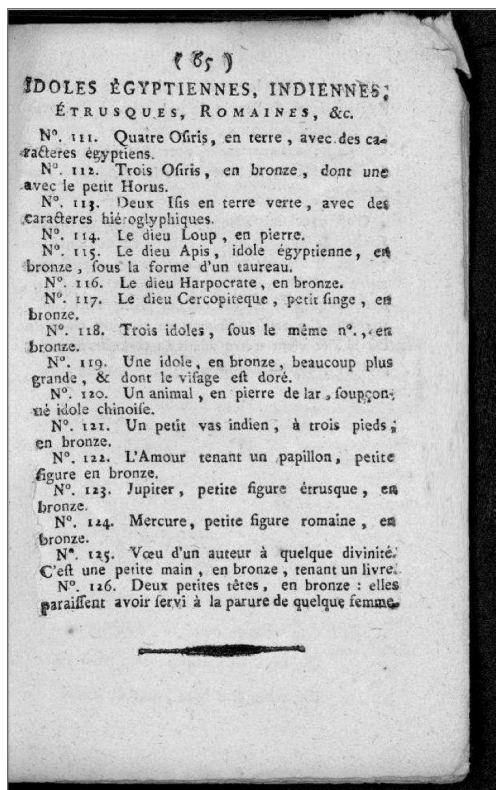 ( 85 )
IDOLES ÉGYPTIENNES, INDIENNES,
ÉTRUSQUES, ROMAINES, &c.
N°. 111. Quatre Osiris, en terre, avec des ca-
racteres égyptiens.
N°. 112. Trois Osiris, en bronze, dont une
avec le petit Horus.
N°. 113. Deux Isis en terre verte, avec des
caracteres hiéroglyphiques.
N°. 114. Le dieu Loup, en pierre.
N°. 115. Le dieu Apis, idole égyptienne, en
bronze, sous la forme d'un taureau.
N°. 116. Le dieu Harpocrate, en bronze.
N°. 117. Le dieu Cercopiteque, petit singe, en
bronze.
N°. 118. Trois idoles, sous le même n°., en
bronze.
N°. 119. Une idole, en bronze, beaucoup plus
grande, & dont le visage est doré.
N°. 120. Un animal, en pierre de lar, soupçon-
né idole chinoise.
N°. 121. Un petit vas indien, à trois pieds,
en bronze.
N°. 122. L'Amour tenant un papillon, petite
figure en bronze.
N°. 123. Jupiter, petite figure étrusque, en
bronze.
N°. 124. Mercure, petite figure romaine, en
bronze.
N°. 125. Vœu d'un auteur à quelque divinité.
C'est une petite main, en bronze, tenant un livre.
N°. 126. Deux petites têtes, en bronze : elles
paraissent avoir servi à la parure de quelque femme.